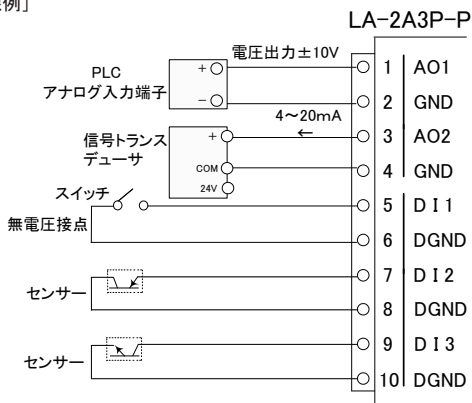 例」
LA-2A3P-P
電圧出力±10V
PLC
アナログ入力端子
+
-
1 AO1
2 GND
4～20mA
←
信号トランス
デューサ
+
COM
24V
3 AO2
4 GND
スイッチ
無電圧接点
5 DI1
6 DGND
センサー
7 DI2
8 DGND
センサー
9 DI3
10 DGND